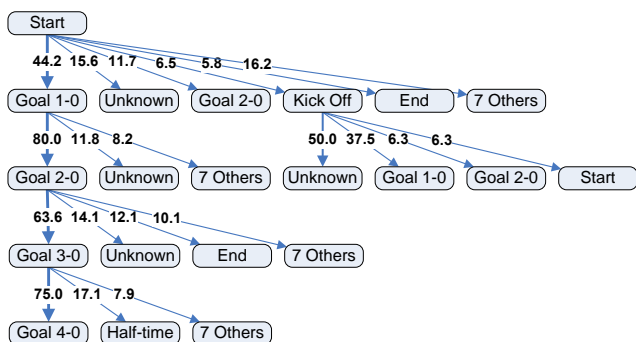 Start
44.2 15.6 11.7 6.5 5.8 16.2
Goal 1-0 Unknown Goal 2-0 Kick Off End 7 Others
80.0 11.8 8.2 50.0 37.5 6.3 6.3
Goal 2-0 Unknown 7 Others Unknown Goal 1-0 Goal 2-0 Start
63.6 14.1 12.1 10.1
Goal 3-0 Unknown End 7 Others
75.0 17.1 7.9
Goal 4-0 Half-time 7 Others